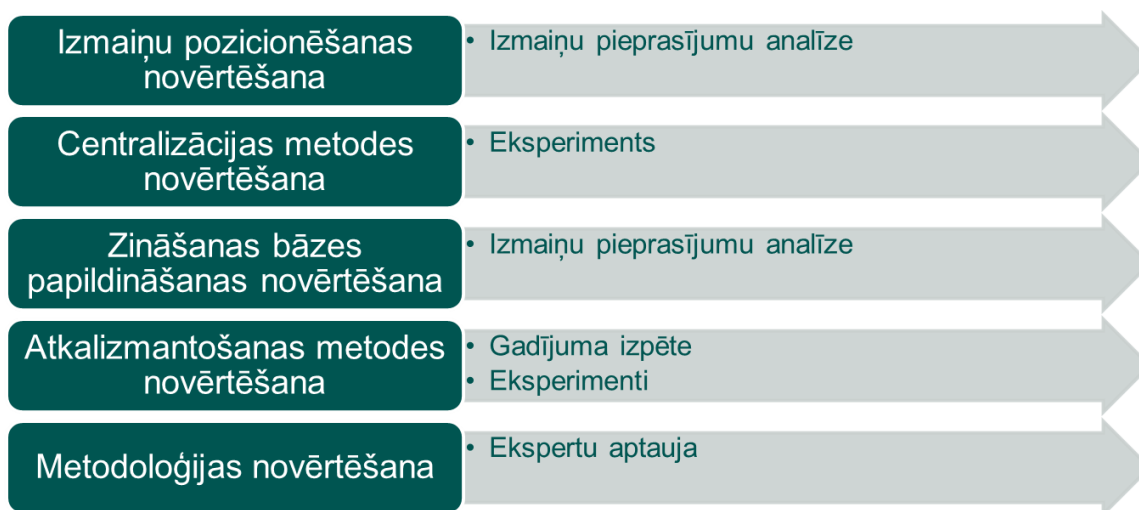 Izmaiņu pozicionēšanas
novērtēšana
• Izmaiņu pieprasījumu analīze
Centralizācijas metodes
novērtēšana
• Eksperiments
Zināšanas bāzes
papildināšanas novērtēšana
• Izmaiņu pieprasījumu analīze
Atkalizmantošanas metodes
novērtēšana
• Gadījuma izpēte
• Eksperimenti
Metodoloģijas novērtēšana
• Ekspertu aptauja